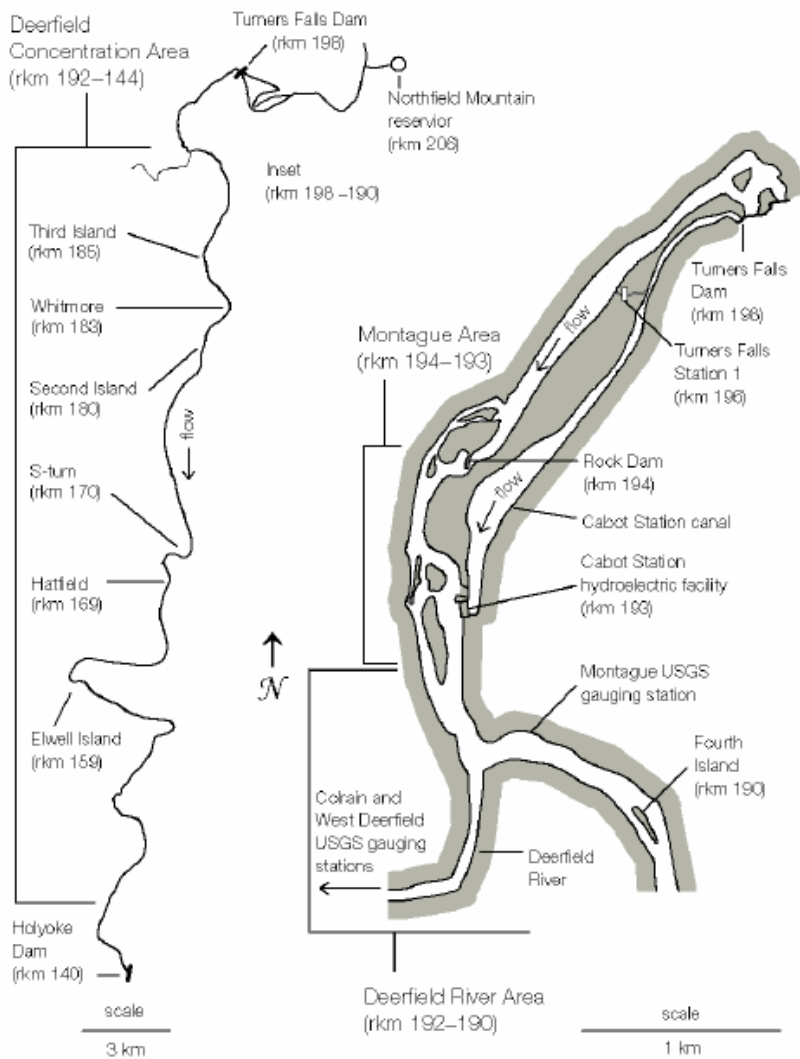 Deerfield
Concentration Area
(rkm 192–144)
Turners Falls Dam
(rkm 198)
Northfield Mountain
reservior
(rkm 206)
Inset
(rkm 198 –190)
Third Island
(rkm 185)
Whitmore
(rkm 183)
Second Island
(rkm 180)
flow
S-turn
(rkm 170)
Hatfield
(rkm 169)
N
Elwell Island
(rkm 159)
Holyoke
Dam
(rkm 140)
scale
3 km
Montague Area
(rkm 194–193)
flow
Turners Falls
Dam
(rkm 198)
Turners Falls
Station 1
(rkm 196)
Rock Dam
(rkm 194)
flow
Cabot Station canal
Cabot Station
hydroelectric facility
(rkm 193)
Montague USGS
gauging station
Fourth
Island
(rkm 190)
Colrain and
West Deerfield
USGS gauging
stations
Deerfield
River
Deerfield River Area
(rkm 192–190)
scale
1 km